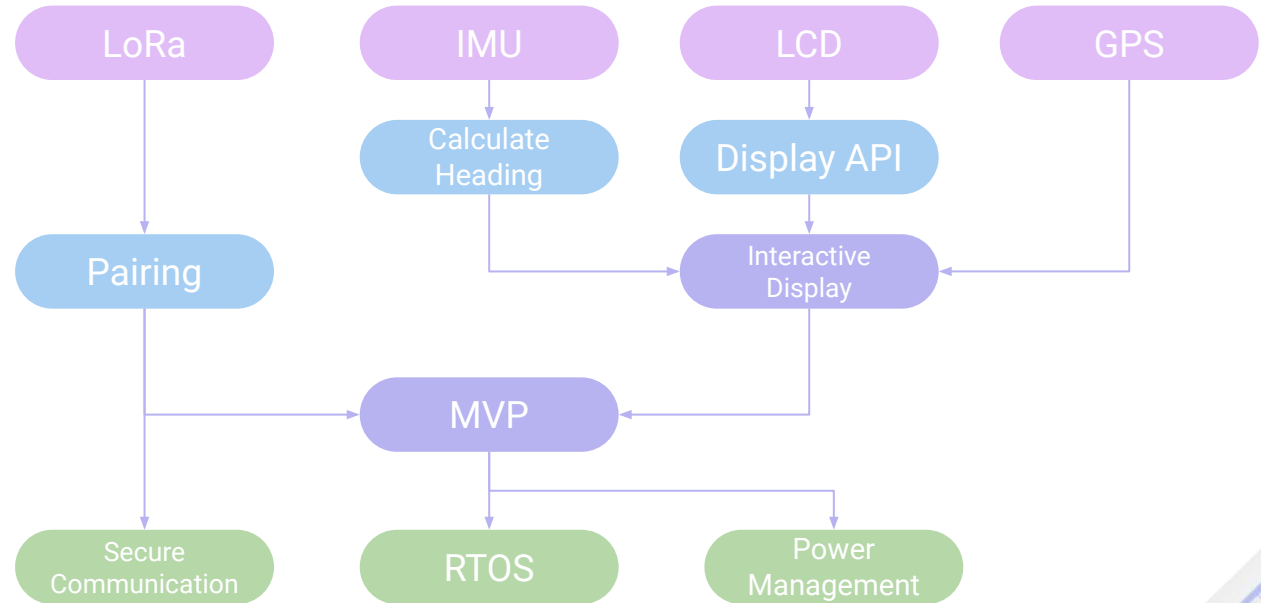 LoRa
IMU
LCD
GPS
Calculate
Heading
Display API
Pairing
Interactive
Display
MVP
Secure
Communication
RTOS
Power
Management